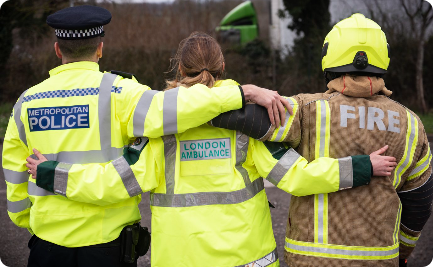 METROPOLITAN
POLICE
LONDON
AMBULANCE
FIRE